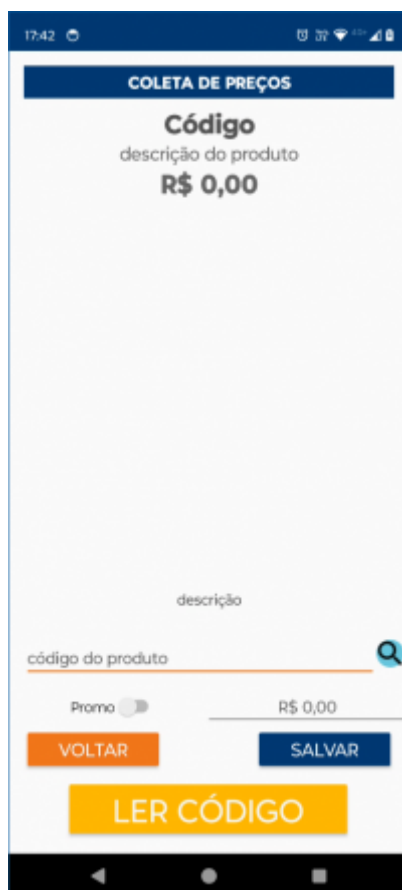 17:42
COLETA DE PREÇOS
Código
descrição do produto
R$ 0,00
descrição
código do produto
Promo
R$ 0,00
VOLTAR
SALVAR
LER CÓDIGO